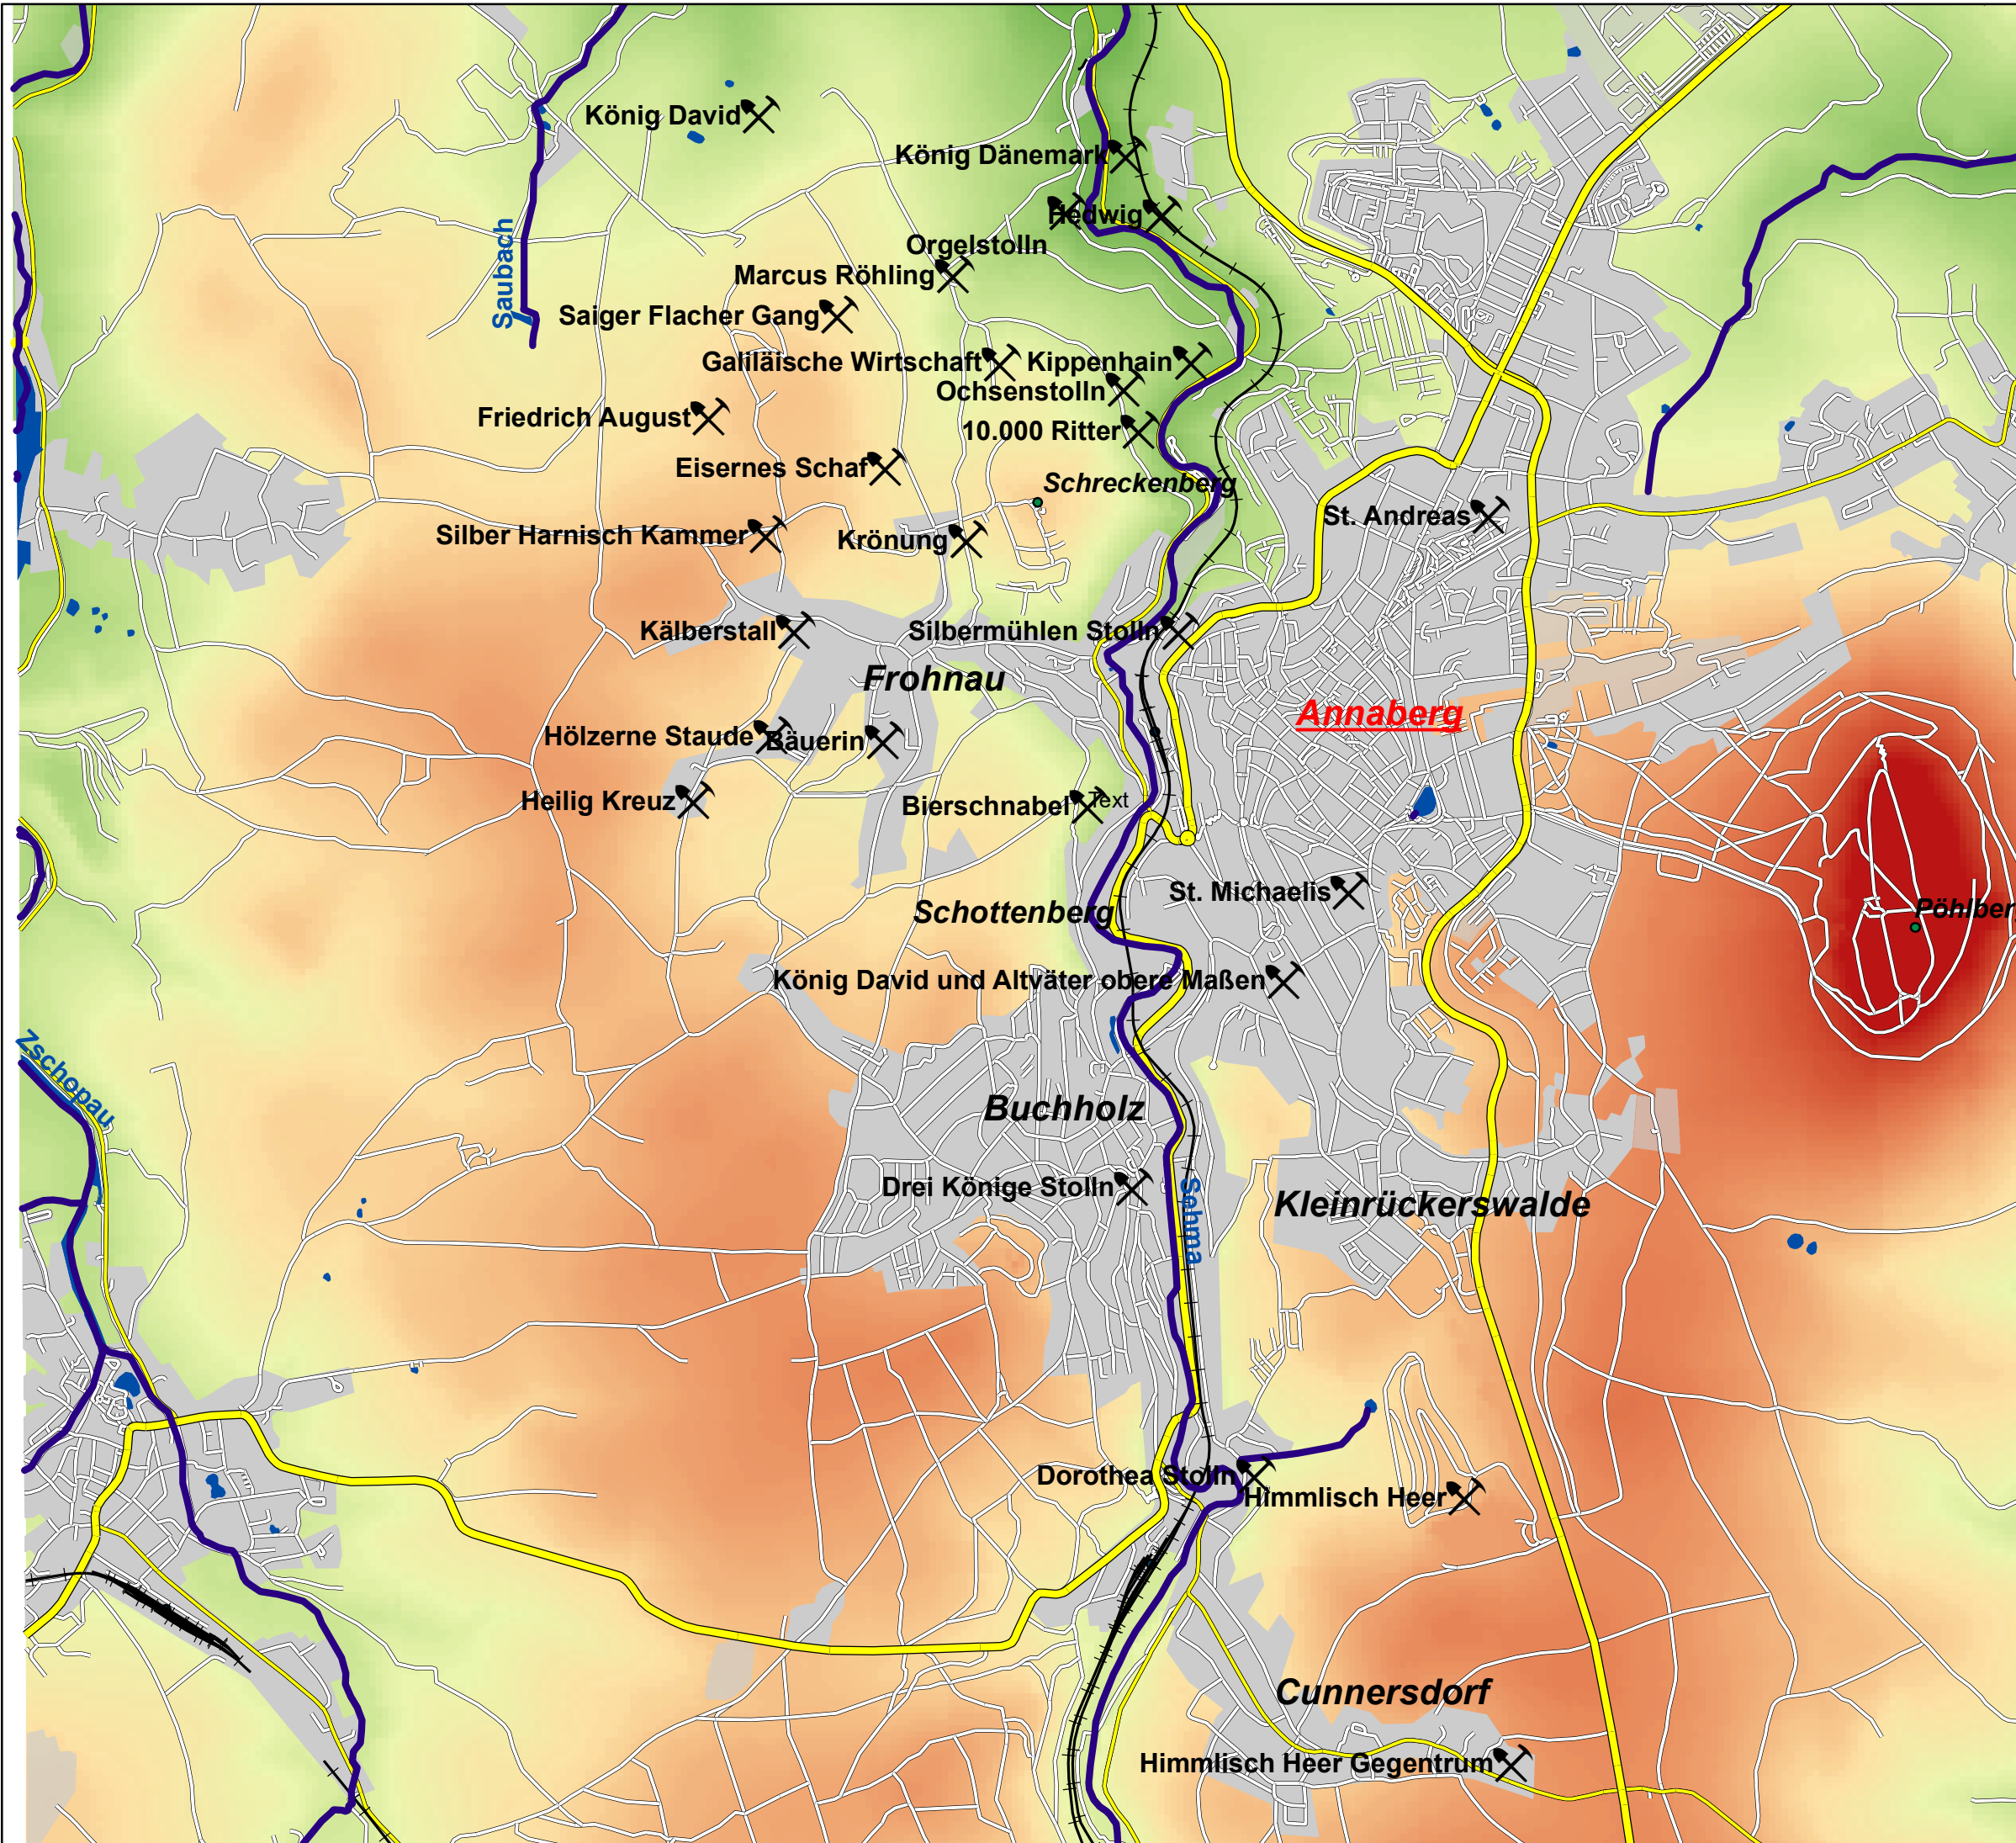 König David
König Dänemark
Hedwig
Saubach
Orgelstolln
Marcus Röhling
Saiger Flacher Gang
Galiläische Wirtschaft
Kippenhain
Ochsenstolln
Friedrich August
10.000 Ritter
Eisernes Schaf
Schreckenberg
St. Andreas
Silber Harnisch Kammer
Krönung
Kälberstall
Silbermühlen Stolln
Frohnau
Annaberg
Hölzerne Staude
Bäuerin
Heilig Kreuz
Bierschnabel
Text
St. Michaelis
Schottenberg
Pöhlber
König David und Altväter obere Maßen
Zschopau
Buchholz
Drei Könige Stolln
Sehma
Kleinrückerswalde
Dorothea Stolln
Himmlisch Heer
Cunnersdorf
Himmlisch Heer Gegentrum